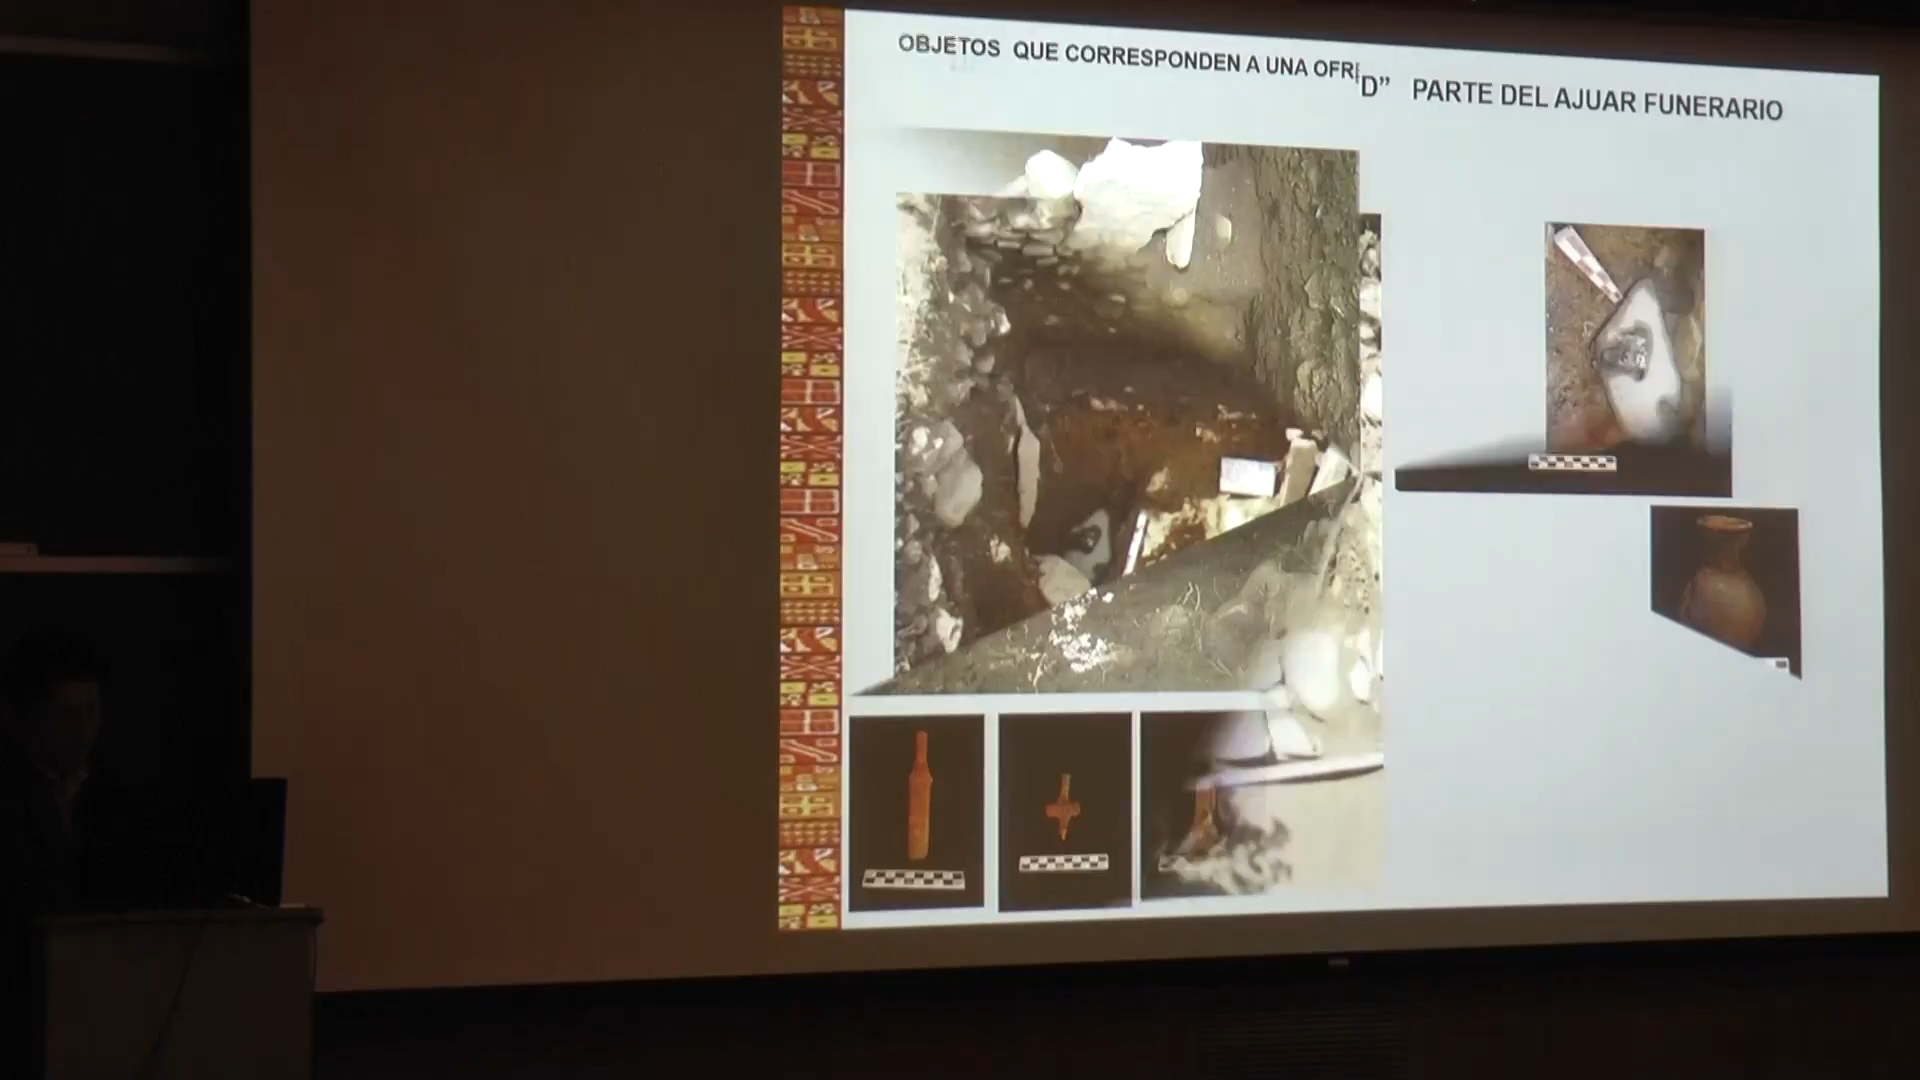 OBJETOS QUE CORRESPONDEN A UNA OFR
D” PARTE DEL AJUAR FUNERARIO